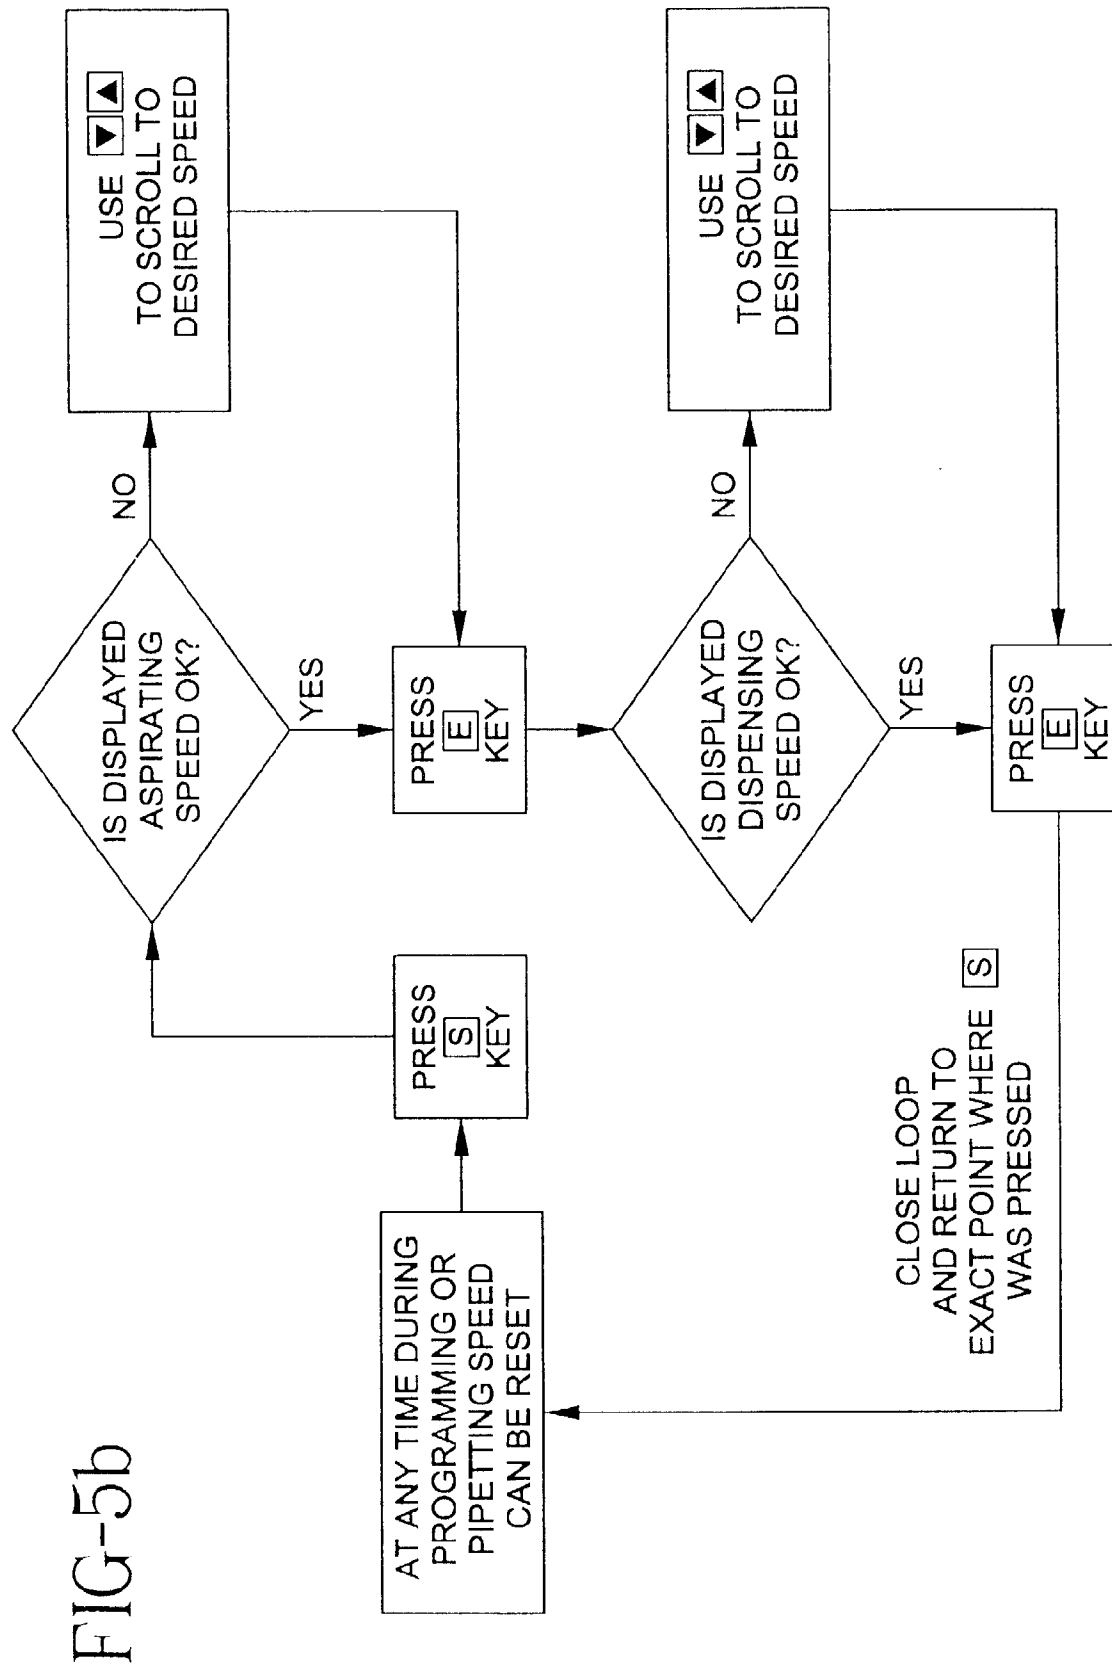 FIG-5b
AT ANY TIME DURING
PROGRAMMING OR
PIPETTING SPEED
CAN BE RESET
PRESS
S
KEY
IS DISPLAYED
ASPIRATING
SPEED OK?
NO
USE ▼ ▲
TO SCROLL TO
DESIRED SPEED
YES
PRESS
E
KEY
IS DISPLAYED
DISPENSING
SPEED OK?
NO
USE ▼ ▲
TO SCROLL TO
DESIRED SPEED
YES
PRESS
E
KEY
CLOSE LOOP
AND RETURN TO
EXACT POINT WHERE S
WAS PRESSED